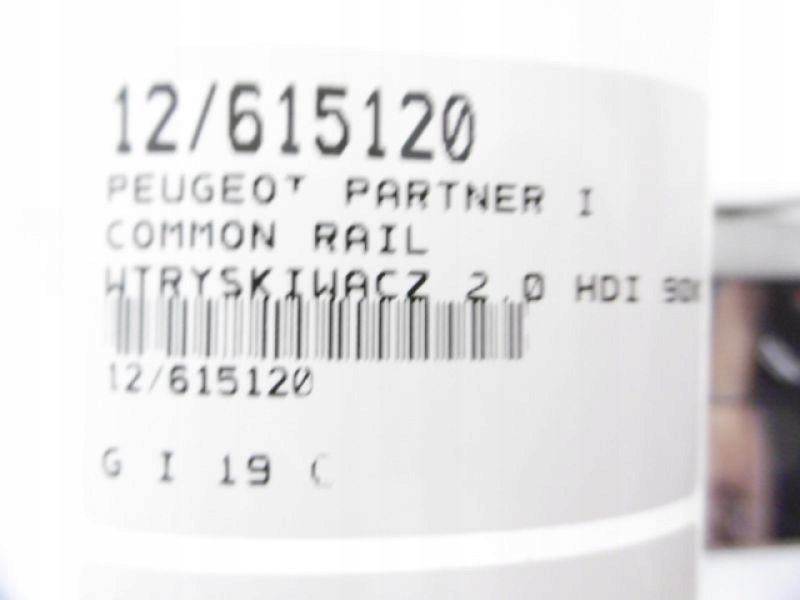 12/615120
PEUGEOT PARTNER I
COMMON RAIL
WTRYSKIWACZ 2.0 HDI
12/615120
G I 19